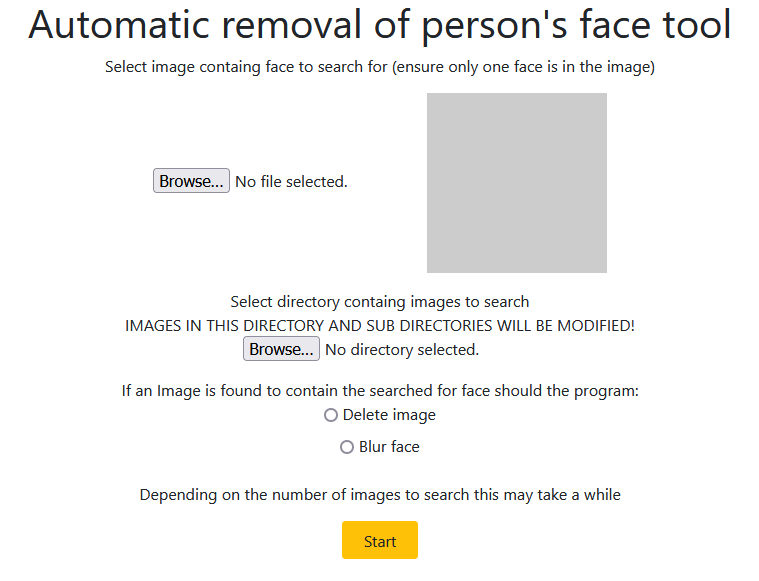 Automatic removal of person's face tool
Select image containg face to search for (ensure only one face is in the image)
Browse... No file selected.
Select directory containg images to search
IMAGES IN THIS DIRECTORY AND SUB DIRECTORIES WILL BE MODIFIED!
Browse... No directory selected.
If an Image is found to contain the searched for face should the program:
Delete image
Blur face
Depending on the number of images to search this may take a while
Start